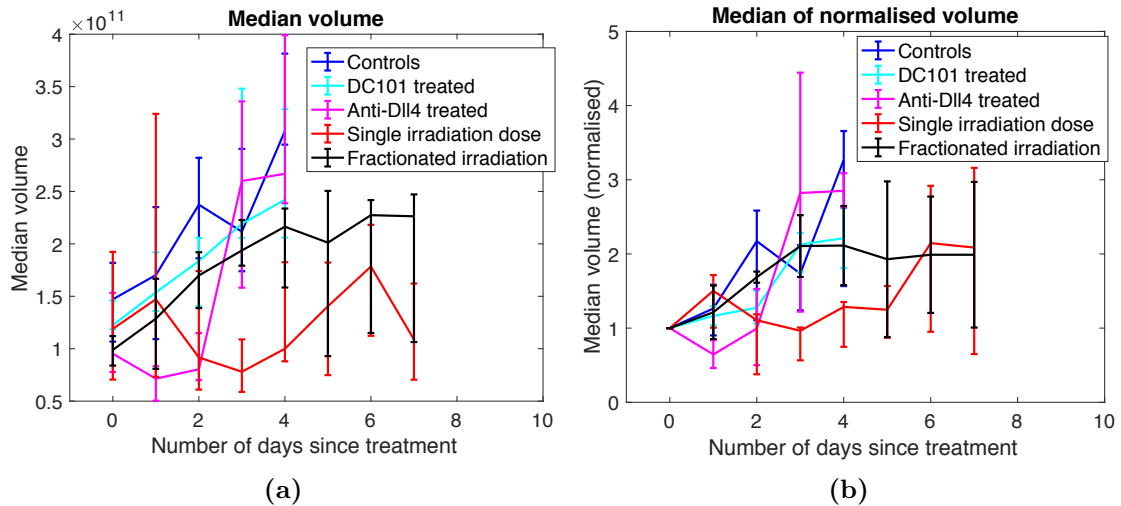 Median volume
×10^11
4
3.5
3
2.5
2
1.5
1
0.5
Median volume
0 2 4 6 8 10
Number of days since treatment
Controls
DC101 treated
Anti-Dll4 treated
Single irradiation dose
Fractionated irradiation
(a)
Median of normalised volume
5
4
3
2
1
0
Median volume (normalised)
0 2 4 6 8 10
Number of days since treatment
Controls
DC101 treated
Anti-Dll4 treated
Single irradiation dose
Fractionated irradiation
(b)